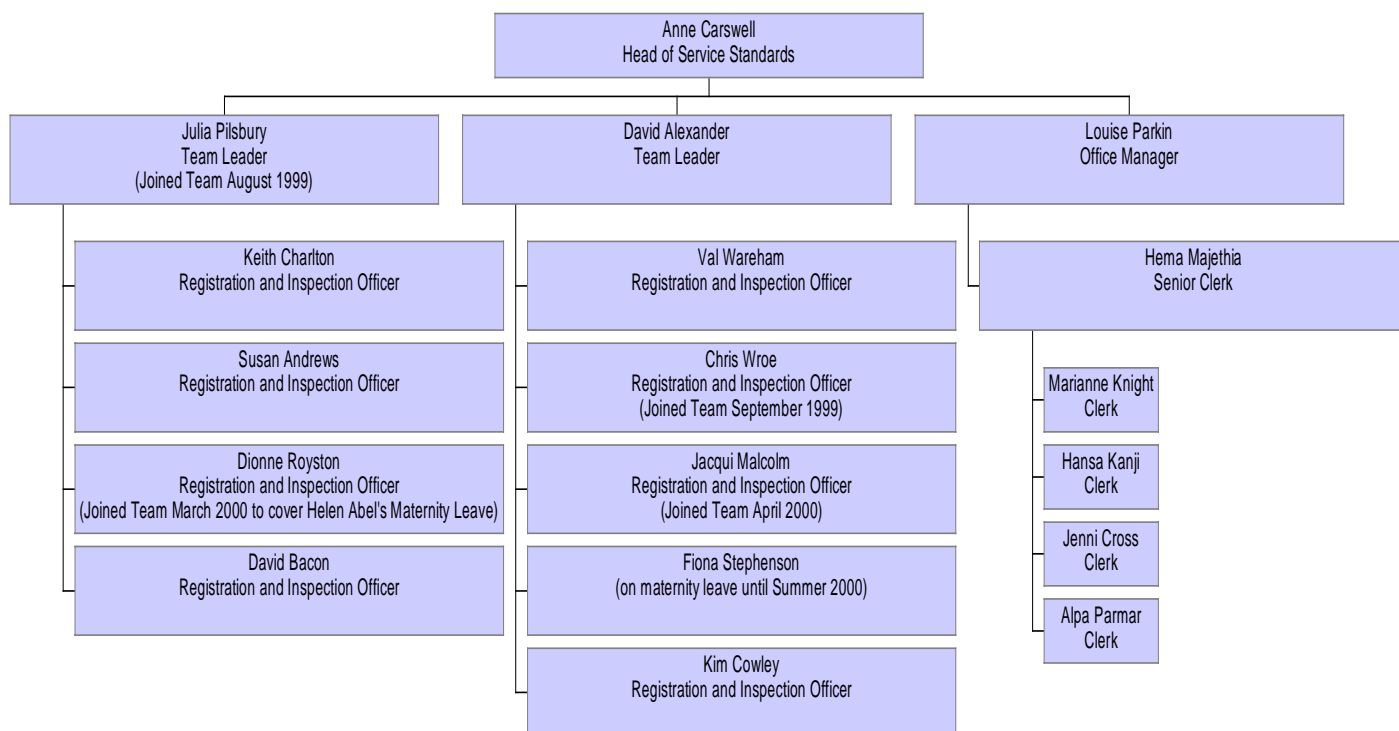 Anne Carswell
Head of Service Standards
Julia Pilsbury
Team Leader
(Joined Team August 1999)
David Alexander
Team Leader
Louise Parkin
Office Manager
Keith Charlton
Registration and Inspection Officer
Susan Andrews
Registration and Inspection Officer
Dionne Royston
Registration and Inspection Officer
(Joined Team March 2000 to cover Helen Abel's Maternity Leave)
David Bacon
Registration and Inspection Officer
Val Wareham
Registration and Inspection Officer
Chris Wroe
Registration and Inspection Officer
(Joined Team September 1999)
Jacqui Malcolm
Registration and Inspection Officer
(Joined Team April 2000)
Fiona Stephenson
(on maternity leave until Summer 2000)
Kim Cowley
Registration and Inspection Officer
Hema Majethia
Senior Clerk
Marianne Knight
Clerk
Hansa Kanji
Clerk
Jenni Cross
Clerk
Alpa Parmar
Clerk